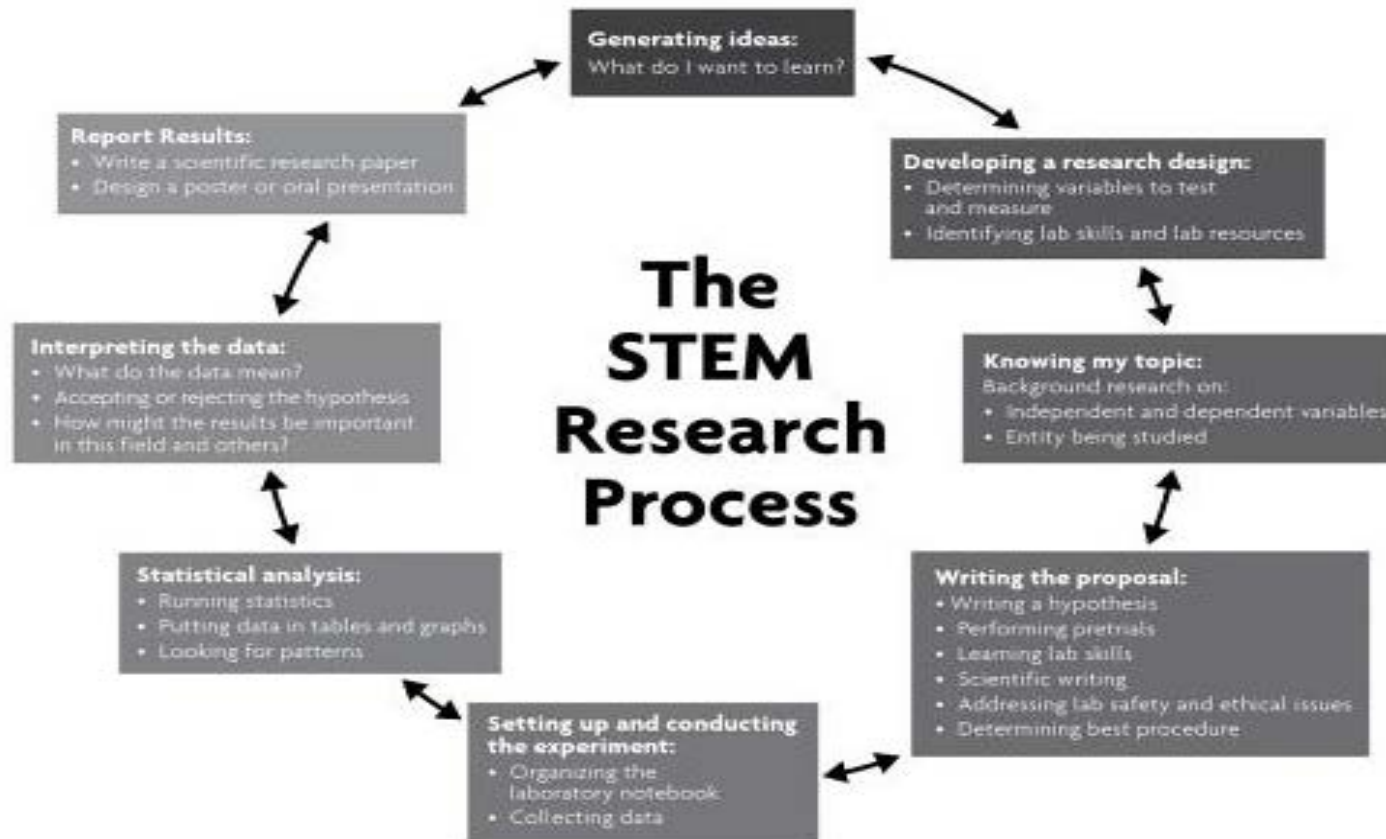 Generating ideas:
What do I want to learn?
Developing a research design:
• Determining variables to test
and measure
• Identifying lab skills and lab resources
Knowing my topic:
Background research on:
• Independent and dependent variables
• Entity being studied
Writing the proposal:
• Writing a hypothesis
• Performing pretrials
• Learning lab skills
• Scientific writing
• Addressing lab safety and ethical issues
• Determining best procedure
Setting up and conducting
the experiment:
• Organizing the
laboratory notebook
• Collecting data
Statistical analysis:
• Running statistics
• Putting data in tables and graphs
• Looking for patterns
Interpreting the data:
• What do the data mean?
• Accepting or rejecting the hypothesis
• How might the results be important
in this field and others?
Report Results:
• Write a scientific research paper
• Design a poster or oral presentation
The
STEM
Research
Process